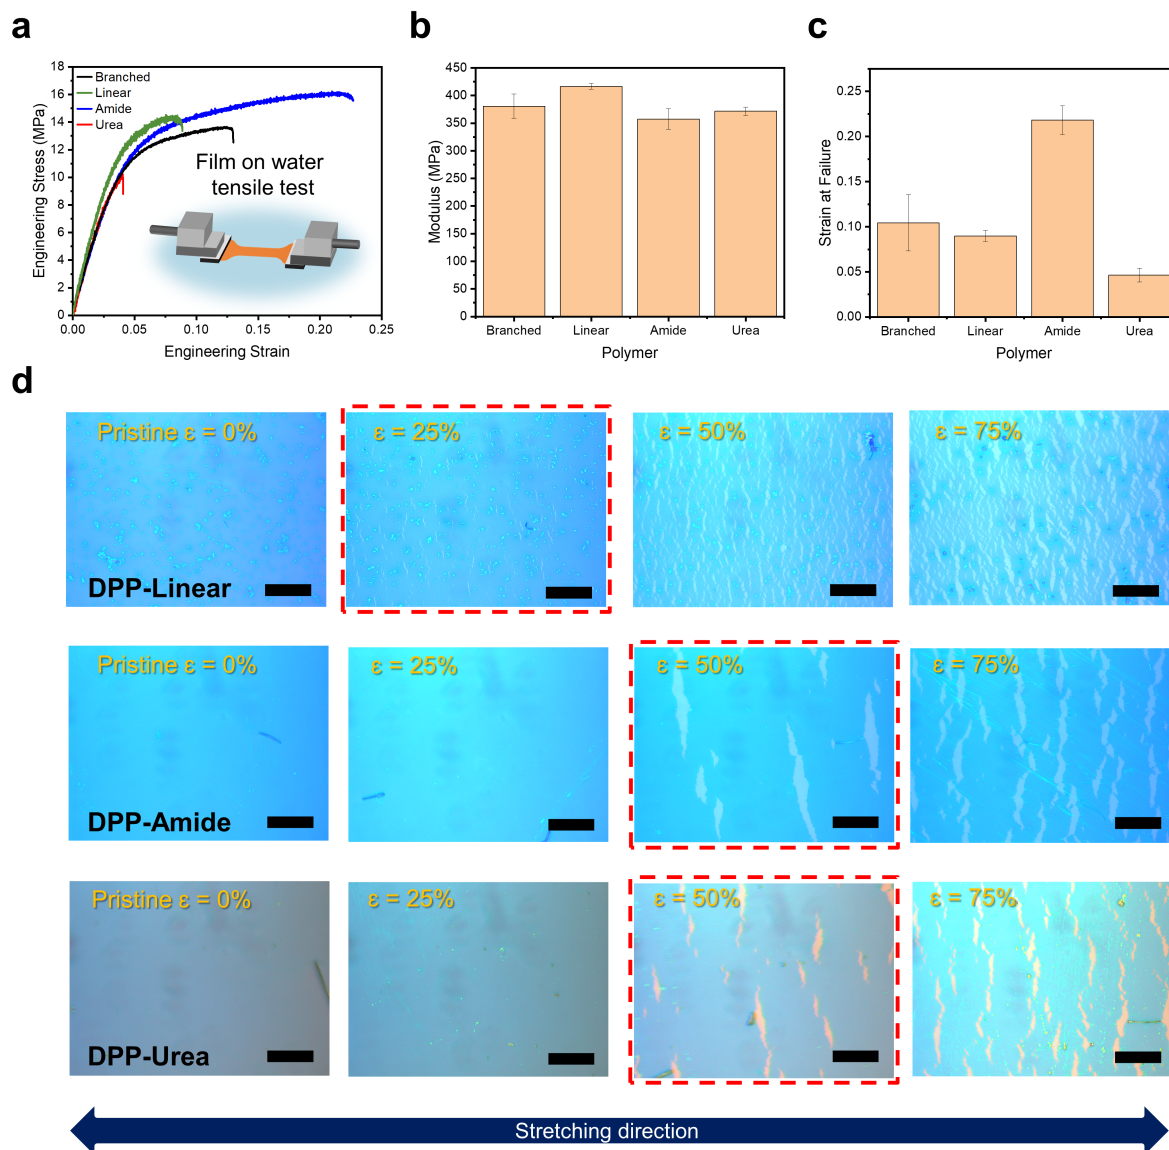 a
Engineering Stress (MPa)
18
16
14
12
10
8
6
4
2
0
0.00
0.05
0.10
0.15
0.20
0.25
Engineering Strain
Branched
Linear
Amide
Urea
Film on water
tensile test
b
Modulus (MPa)
450
400
350
300
250
200
150
100
50
0
Branched
Linear
Amide
Urea
Polymer
c
Strain at Failure
0.25
0.20
0.15
0.10
0.05
0.00
Branched
Linear
Amide
Urea
Polymer
d
Pristine ε = 0%
ε = 25%
ε = 50%
ε = 75%
DPP-Linear
Pristine ε = 0%
ε = 25%
ε = 50%
ε = 75%
DPP-Amide
Pristine ε = 0%
ε = 25%
ε = 50%
ε = 75%
DPP-Urea
Stretching direction